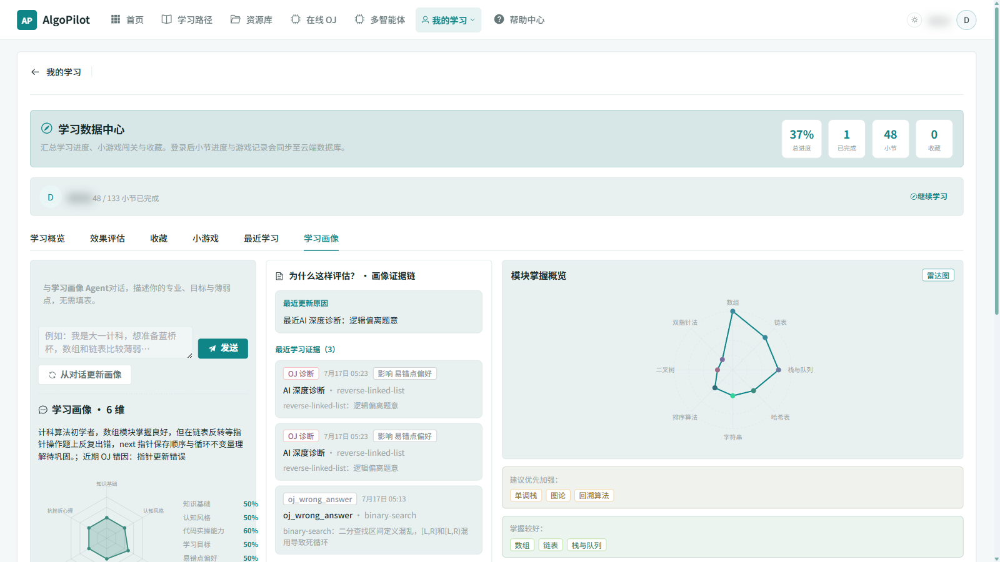 AP AlgoPilot 首页 学习路径 资源库 在线 OJ 多智能体 我的学习 帮助中心 D
我的学习
学习数据中心
汇总学习进度、小游戏闯关与收藏。登录后小节进度与游戏记录会同步至云端数据库。
37% 总进度
1 已完成
48 小节
0 收藏
D 48 / 133 小节已完成
继续学习
学习概览 效果评估 收藏 小游戏 最近学习 学习画像
与学习画像 Agent对话，描述你的专业、目标与薄弱
点，无需填表。
例如：我是大一计科，想准备蓝桥
杯，数组和链表比较薄弱…
发送
从对话更新画像
学习画像 · 6 维
计科算法初学者，数组模块掌握良好，但在链表反转等指
针操作题上反复出错，next 指针保存顺序与循环不变量理
解待巩固。；近期 OJ 错因：指针更新错误
知识基础
抗挫折心理
认知风格
知识基础 50%
认知风格 50%
代码实操能力 60%
学习目标 50%
易错点偏好 50%
为什么这样评估？ · 画像证据链
最近更新原因
最近AI 深度诊断：逻辑偏离题意
最近学习证据（3）
OJ 诊断 7月17日 05:23 影响 易错点偏好
AI 深度诊断 · reverse-linked-list
reverse-linked-list：逻辑偏离题意
OJ 诊断 7月17日 05:23 影响 易错点偏好
AI 深度诊断 · reverse-linked-list
reverse-linked-list：逻辑偏离题意
oj_wrong_answer 7月17日 05:13
oj_wrong_answer · binary-search
binary-search：二分查找区间定义混乱，[L,R]和[L,R)混
用导致死循环
模块掌握概览
雷达图
数组
双指针法
链表
二叉树
栈与队列
排序算法
哈希表
字符串
建议优先加强：
单调栈 图论 回溯算法
掌握较好：
数组 链表 栈与队列